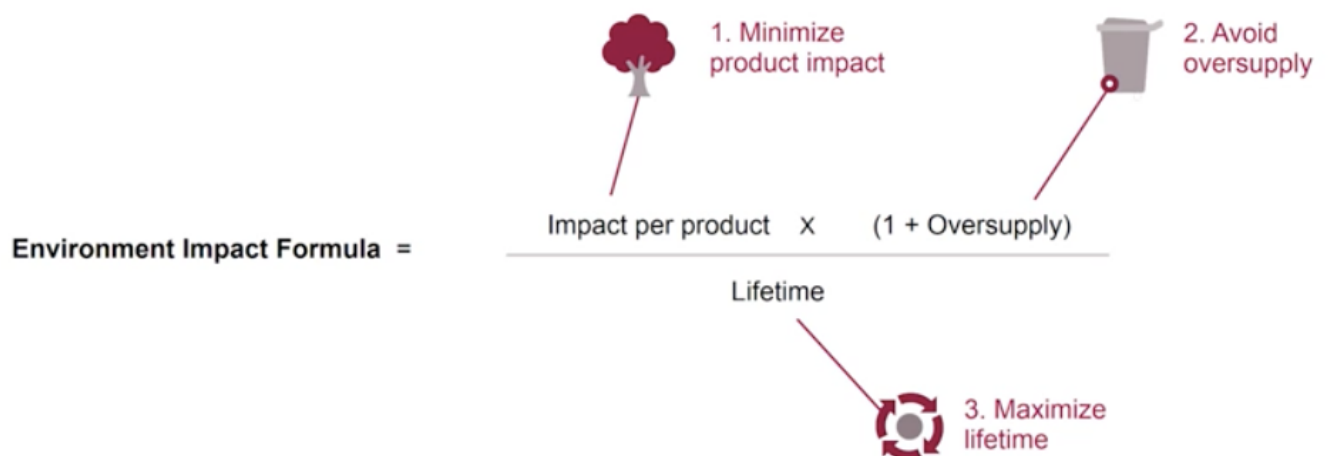 1. Minimize
product impact
2. Avoid
oversupply
Environment Impact Formula =
Impact per product X (1 + Oversupply)
Lifetime
3. Maximize
lifetime